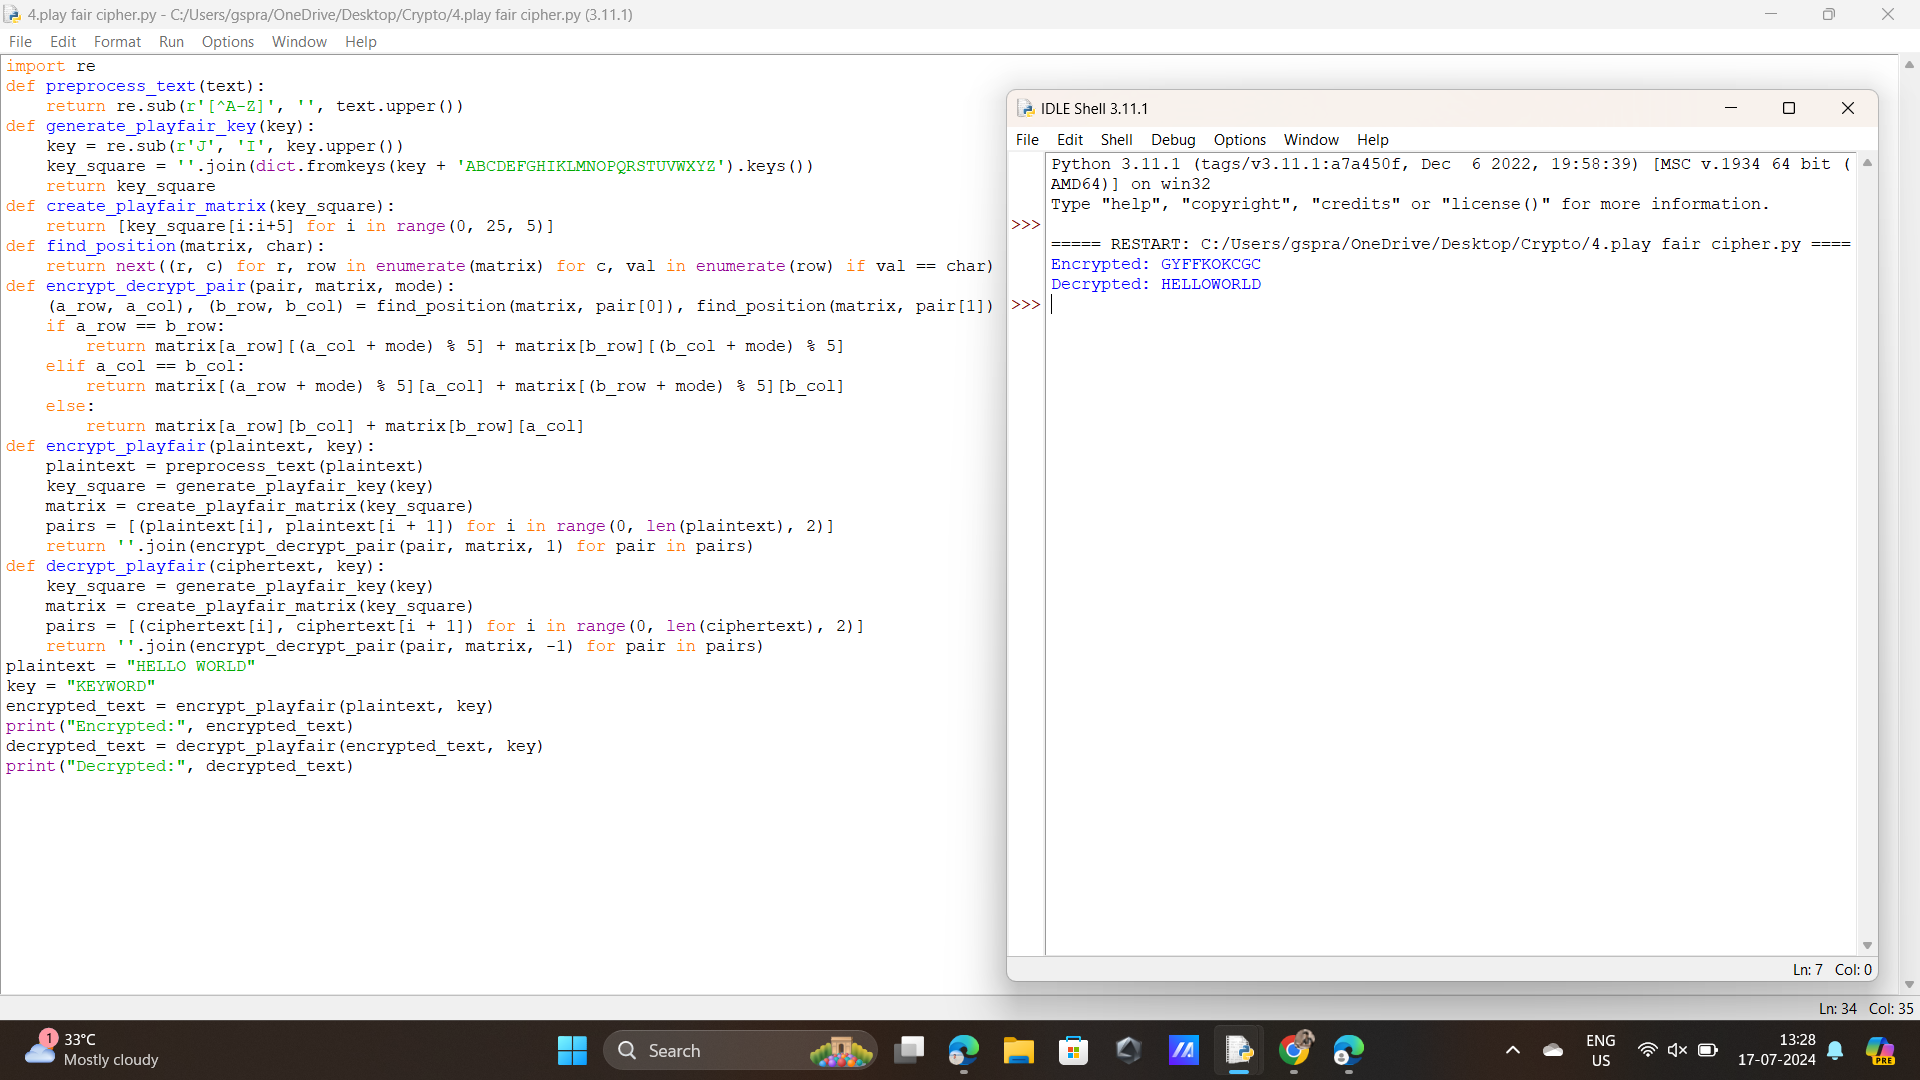 4.play fair cipher.py - C:/Users/gspra/OneDrive/Desktop/Crypto/4.play fair cipher.py (3.11.1)
File Edit Format Run Options Window Help
import re
def preprocess_text(text):
    return re.sub(r'[^A-Z]', '', text.upper())
def generate_playfair_key(key):
    key = re.sub(r'J', 'I', key.upper())
    key_square = ''.join(dict.fromkeys(key + 'ABCDEFGHIKLMNOPQRSTUVWXYZ').keys())
    return key_square
def create_playfair_matrix(key_square):
    return [key_square[i:i+5] for i in range(0, 25, 5)]
def find_position(matrix, char):
    return next((r, c) for r, row in enumerate(matrix) for c, val in enumerate(row) if val == char)
def encrypt_decrypt_pair(pair, matrix, mode):
    (a_row, a_col), (b_row, b_col) = find_position(matrix, pair[0]), find_position(matrix, pair[1])
    if a_row == b_row:
        return matrix[a_row][(a_col + mode) % 5] + matrix[b_row][(b_col + mode) % 5]
    elif a_col == b_col:
        return matrix[(a_row + mode) % 5][a_col] + matrix[(b_row + mode) % 5][b_col]
    else:
        return matrix[a_row][b_col] + matrix[b_row][a_col]
def encrypt_playfair(plaintext, key):
    plaintext = preprocess_text(plaintext)
    key_square = generate_playfair_key(key)
    matrix = create_playfair_matrix(key_square)
    pairs = [(plaintext[i], plaintext[i + 1]) for i in range(0, len(plaintext), 2)]
    return ''.join(encrypt_decrypt_pair(pair, matrix, 1) for pair in pairs)
def decrypt_playfair(ciphertext, key):
    key_square = generate_playfair_key(key)
    matrix = create_playfair_matrix(key_square)
    pairs = [(ciphertext[i], ciphertext[i + 1]) for i in range(0, len(ciphertext), 2)]
    return ''.join(encrypt_decrypt_pair(pair, matrix, -1) for pair in pairs)
plaintext = "HELLO WORLD"
key = "KEYWORD"
encrypted_text = encrypt_playfair(plaintext, key)
print("Encrypted:", encrypted_text)
decrypted_text = decrypt_playfair(encrypted_text, key)
print("Decrypted:", decrypted_text)
IDLE Shell 3.11.1
File Edit Shell Debug Options Window Help
Python 3.11.1 (tags/v3.11.1:a7a450f, Dec  6 2022, 19:58:39) [MSC v.1934 64 bit (
AMD64)] on win32
Type "help", "copyright", "credits" or "license()" for more information.
>>>
===== RESTART: C:/Users/gspra/OneDrive/Desktop/Crypto/4.play fair cipher.py ====
Encrypted: GYFFKOKCGC
Decrypted: HELLOWORLD
>>>
Ln: 7 Col: 0
Ln: 34 Col: 35
1
33°C
Mostly cloudy
Search
ENG
US
13:28
17-07-2024
PRE